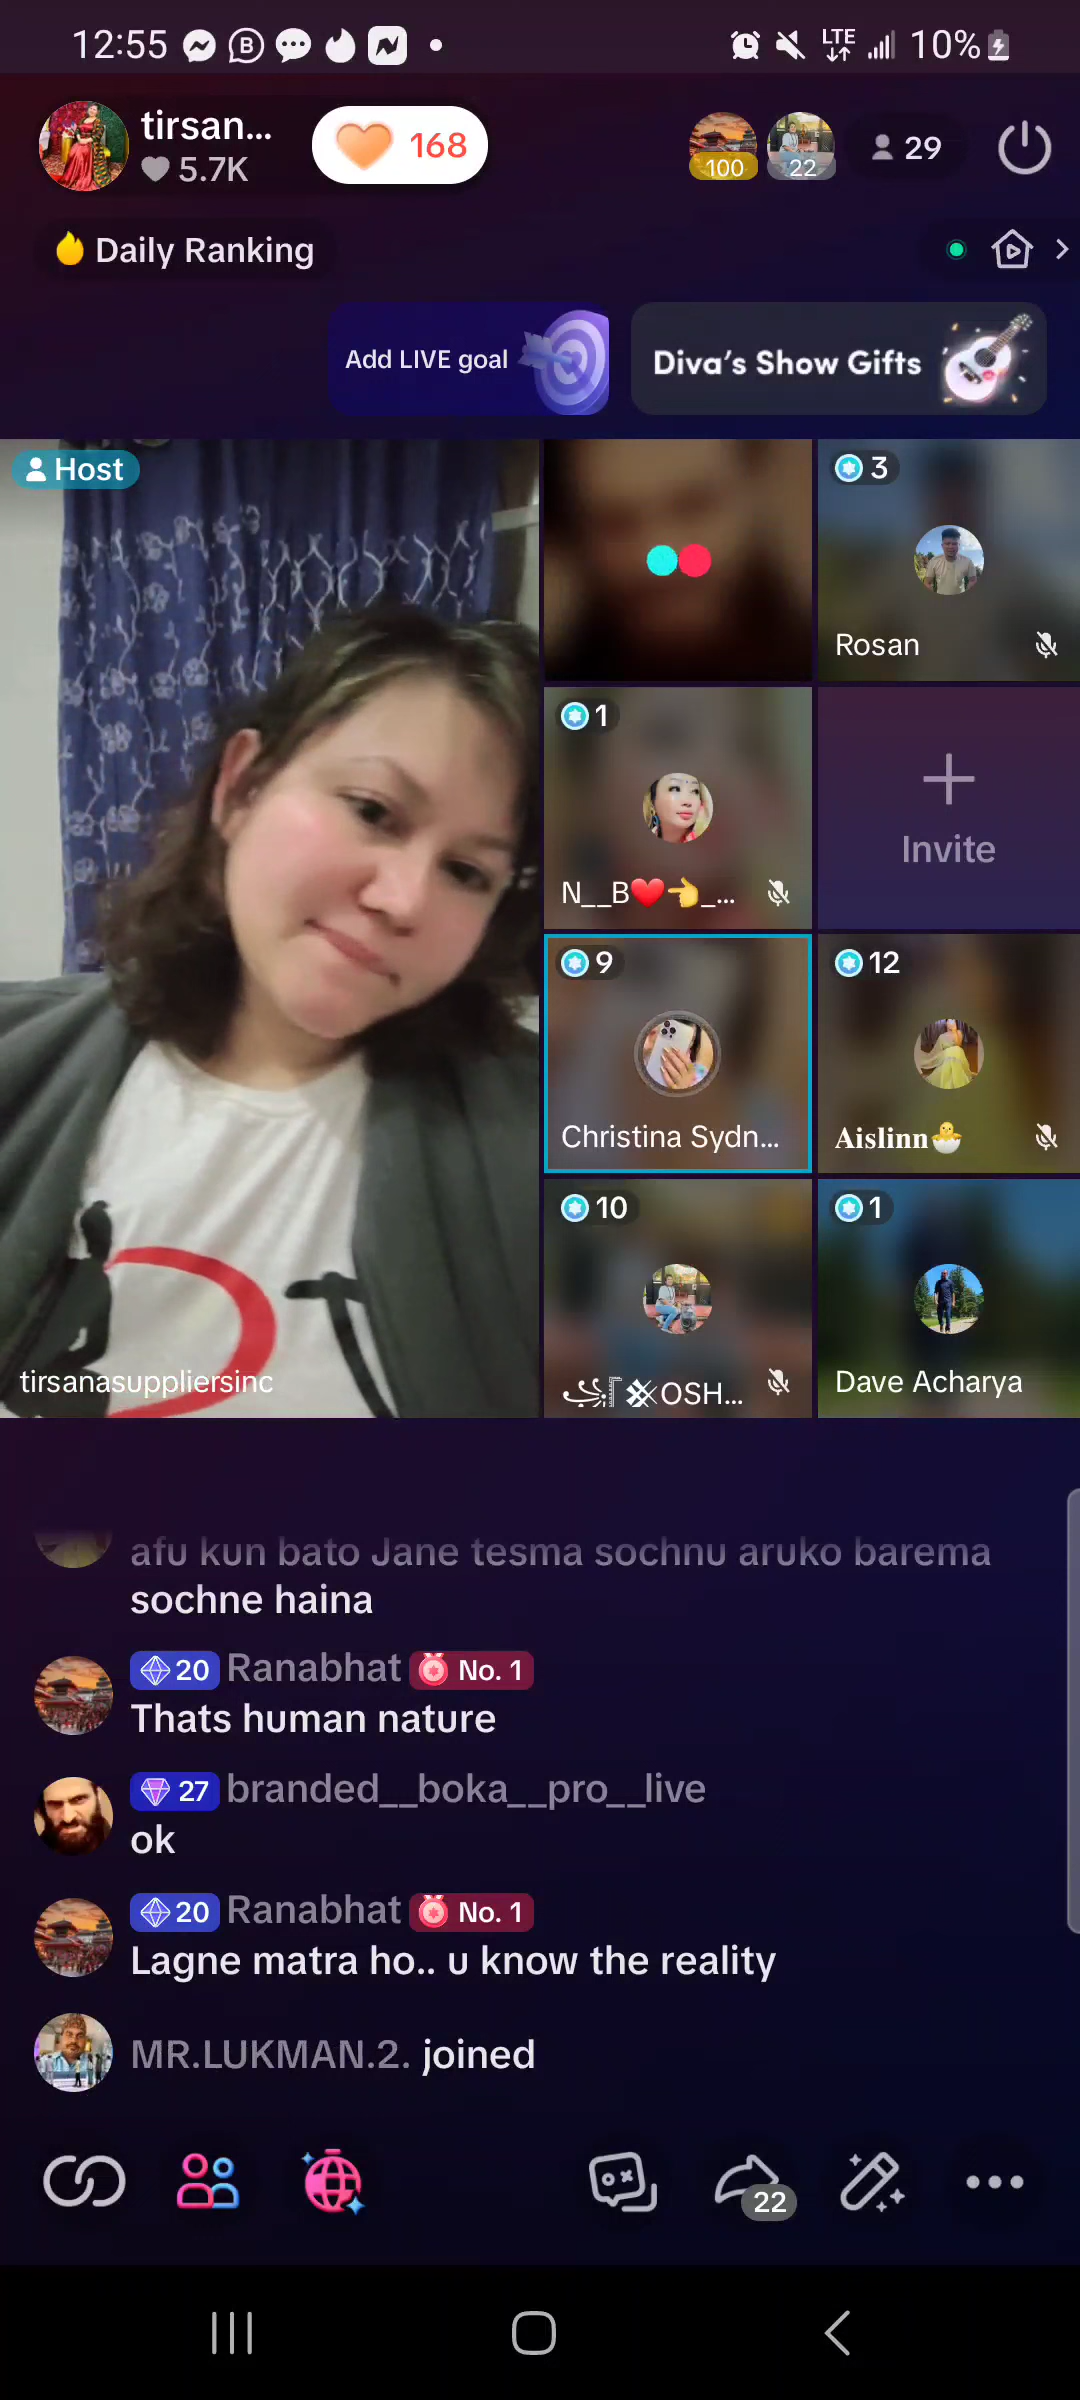 12:55
LTE
10%
tirsan...
5.7K
168
100
22
29
Daily Ranking
Add LIVE goal
Diva's Show Gifts
Host
3
Rosan
1
N__B❤️👈_...
Invite
9
Christina Sydn...
12
Aislinn🐣
10
OSH...
1
Dave Acharya
tirsanasuppliersinc
afu kun bato Jane tesma sochnu aruko barema
sochne haina
20 Ranabhat No. 1
Thats human nature
27 branded__boka__pro__live
ok
20 Ranabhat No. 1
Lagne matra ho.. u know the reality
MR.LUKMAN.2. joined
22